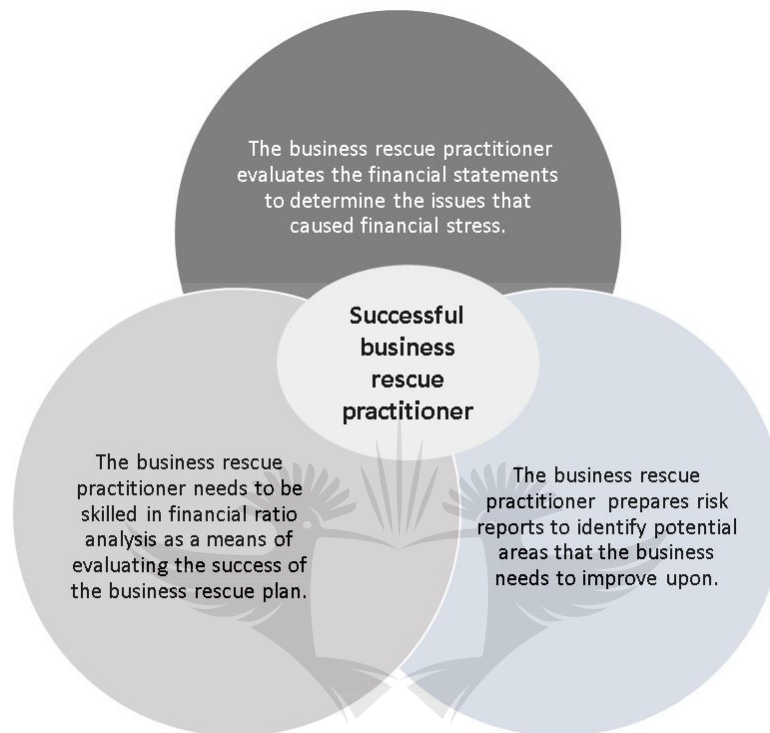 The business rescue practitioner
evaluates the financial statements
to determine the issues that
caused financial stress.
Successful
business
rescue
practitioner
The business rescue
practitioner needs to be
skilled in financial ratio
analysis as a means of
evaluating the success of
the business rescue plan.
The business rescue
practitioner prepares risk
reports to identify potential
areas that the business
needs to improve upon.